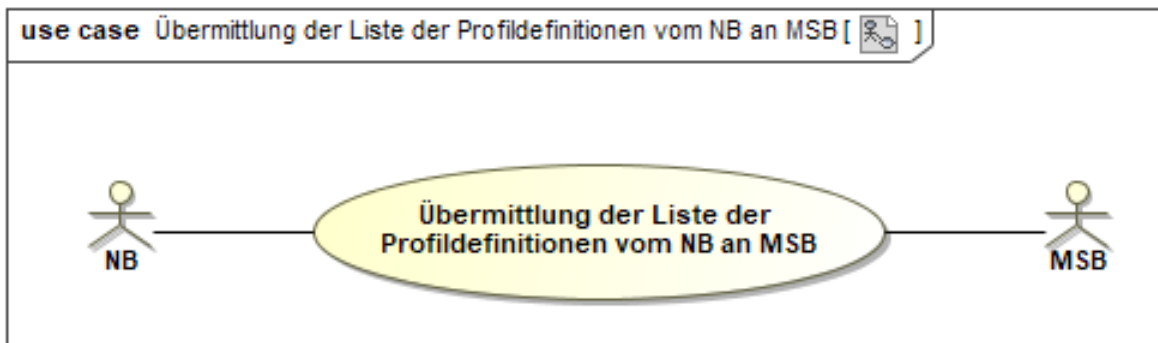 use case Übermittlung der Liste der Profildefinitionen vom NB an MSB [ ]
Übermittlung der Liste der
Profildefinitionen vom NB an MSB
NB
MSB